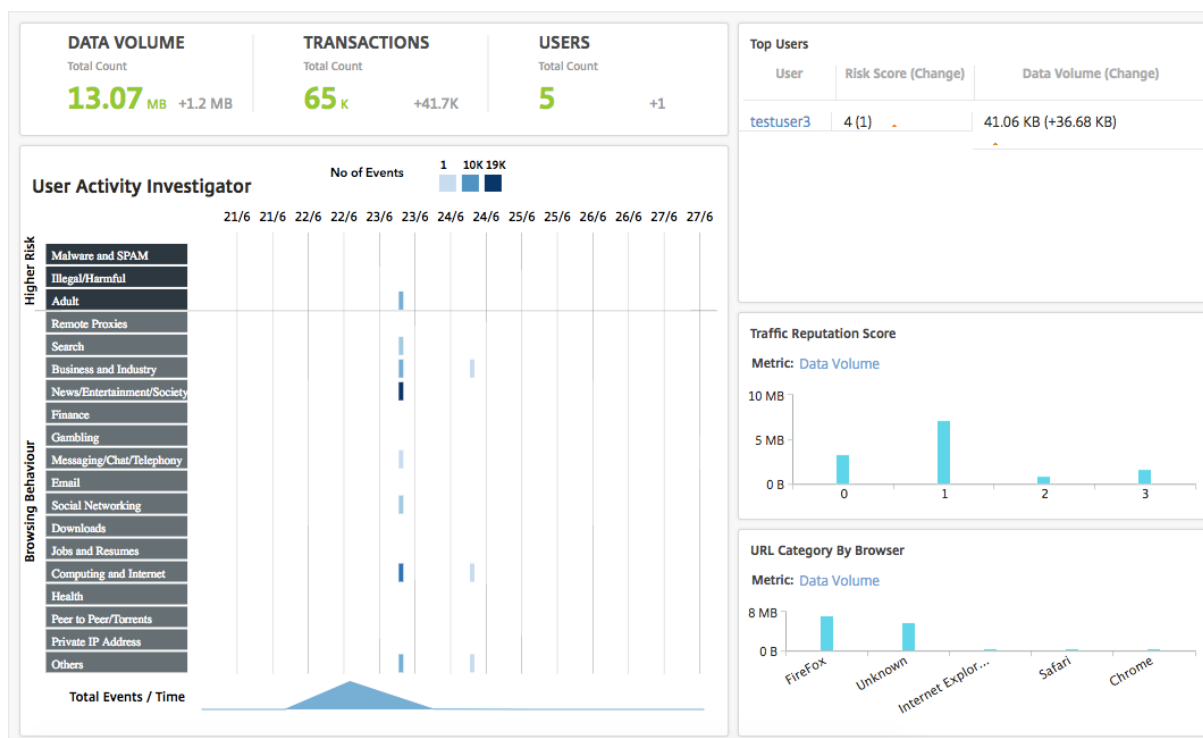 DATA VOLUME
Total Count
13.07 MB +1.2 MB
TRANSACTIONS
Total Count
65 K +41.7K
USERS
Total Count
5 +1
Top Users
User Risk Score (Change) Data Volume (Change)
testuser3 4 (1) 41.06 KB (+36.68 KB)
User Activity Investigator
No of Events
1 10K 19K
21/6 21/6 22/6 22/6 23/6 23/6 24/6 24/6 25/6 25/6 26/6 26/6 27/6 27/6
Higher Risk
Malware and SPAM
Illegal/Harmful
Adult
Browsing Behaviour
Remote Proxies
Search
Business and Industry
News/Entertainment/Society
Finance
Gambling
Messaging/Chat/Telephony
Email
Social Networking
Downloads
Jobs and Resumes
Computing and Internet
Health
Peer to Peer/Torrents
Private IP Address
Others
Total Events / Time
Traffic Reputation Score
Metric: Data Volume
10 MB
5 MB
0 B
0 1 2 3
URL Category By Browser
Metric: Data Volume
8 MB
0 B
FireFox Unknown Internet Explor... Safari Chrome